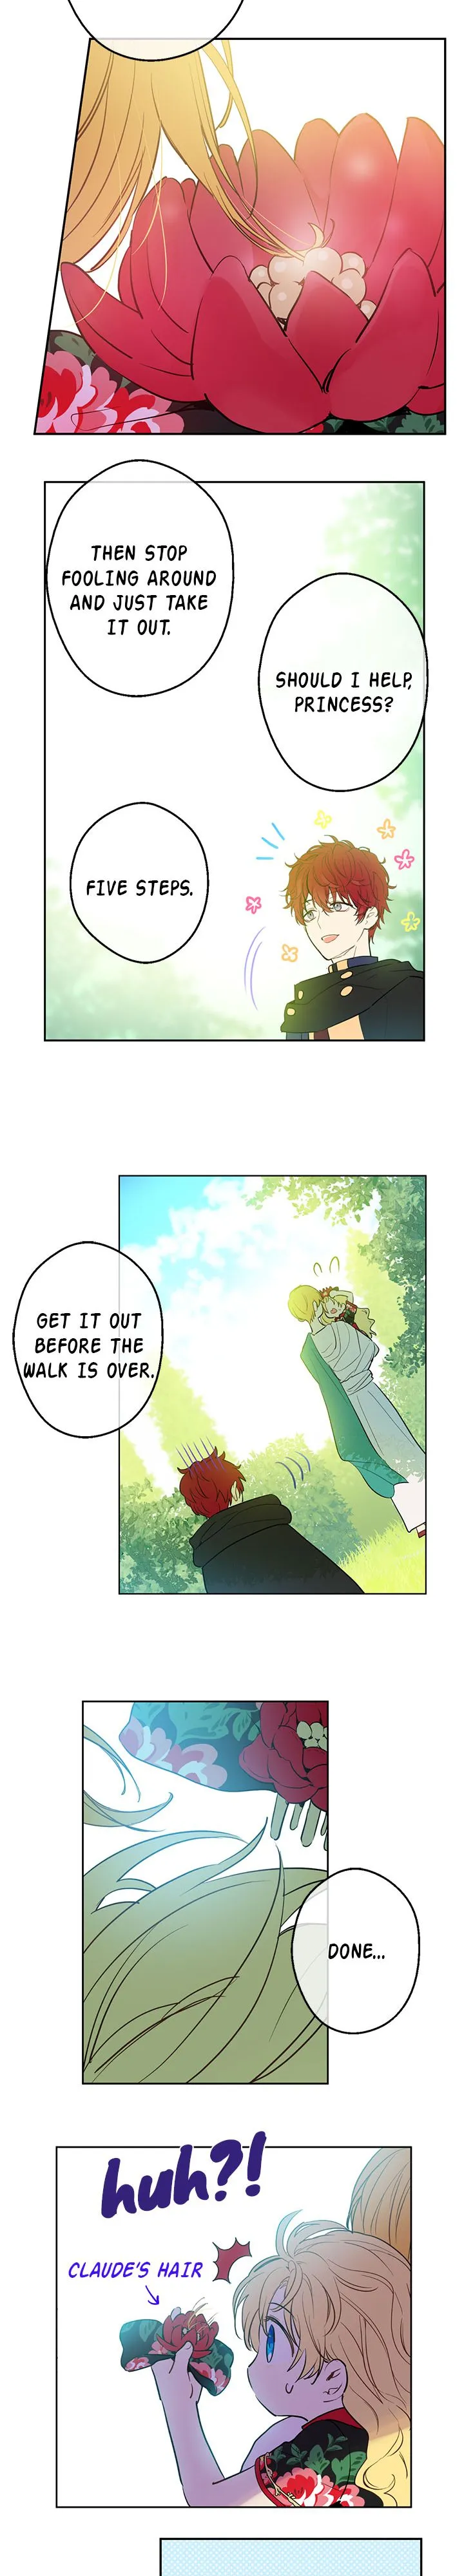 THEN STOP
FOOLING AROUND
AND JUST TAKE
IT OUT.
SHOULD I HELP,
PRINCESS?
FIVE STEPS.
GET IT OUT
BEFORE THE
WALK IS OVER.
DONE...
huh?!
CLAUDE'S HAIR